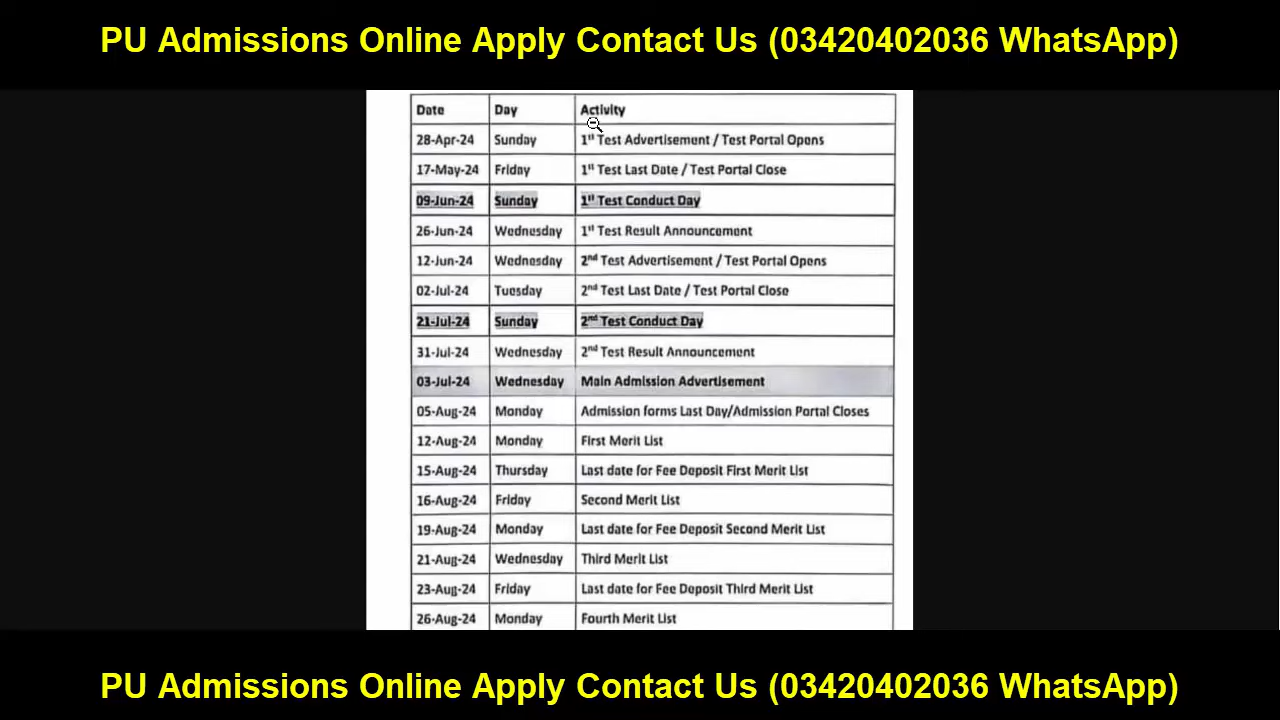 PU Admissions Online Apply Contact Us (03420402036 WhatsApp)
Date Day Activity
28-Apr-24 Sunday 1st Test Advertisement / Test Portal Opens
17-May-24 Friday 1st Test Last Date / Test Portal Close
09-Jun-24 Sunday 1st Test Conduct Day
26-Jun-24 Wednesday 1st Test Result Announcement
12-Jun-24 Wednesday 2nd Test Advertisement / Test Portal Opens
02-Jul-24 Tuesday 2nd Test Last Date / Test Portal Close
21-Jul-24 Sunday 2nd Test Conduct Day
31-Jul-24 Wednesday 2nd Test Result Announcement
03-Jul-24 Wednesday Main Admission Advertisement
05-Aug-24 Monday Admission forms Last Day/Admission Portal Closes
12-Aug-24 Monday First Merit List
15-Aug-24 Thursday Last date for Fee Deposit First Merit List
16-Aug-24 Friday Second Merit List
19-Aug-24 Monday Last date for Fee Deposit Second Merit List
21-Aug-24 Wednesday Third Merit List
23-Aug-24 Friday Last date for Fee Deposit Third Merit List
26-Aug-24 Monday Fourth Merit List
PU Admissions Online Apply Contact Us (03420402036 WhatsApp)